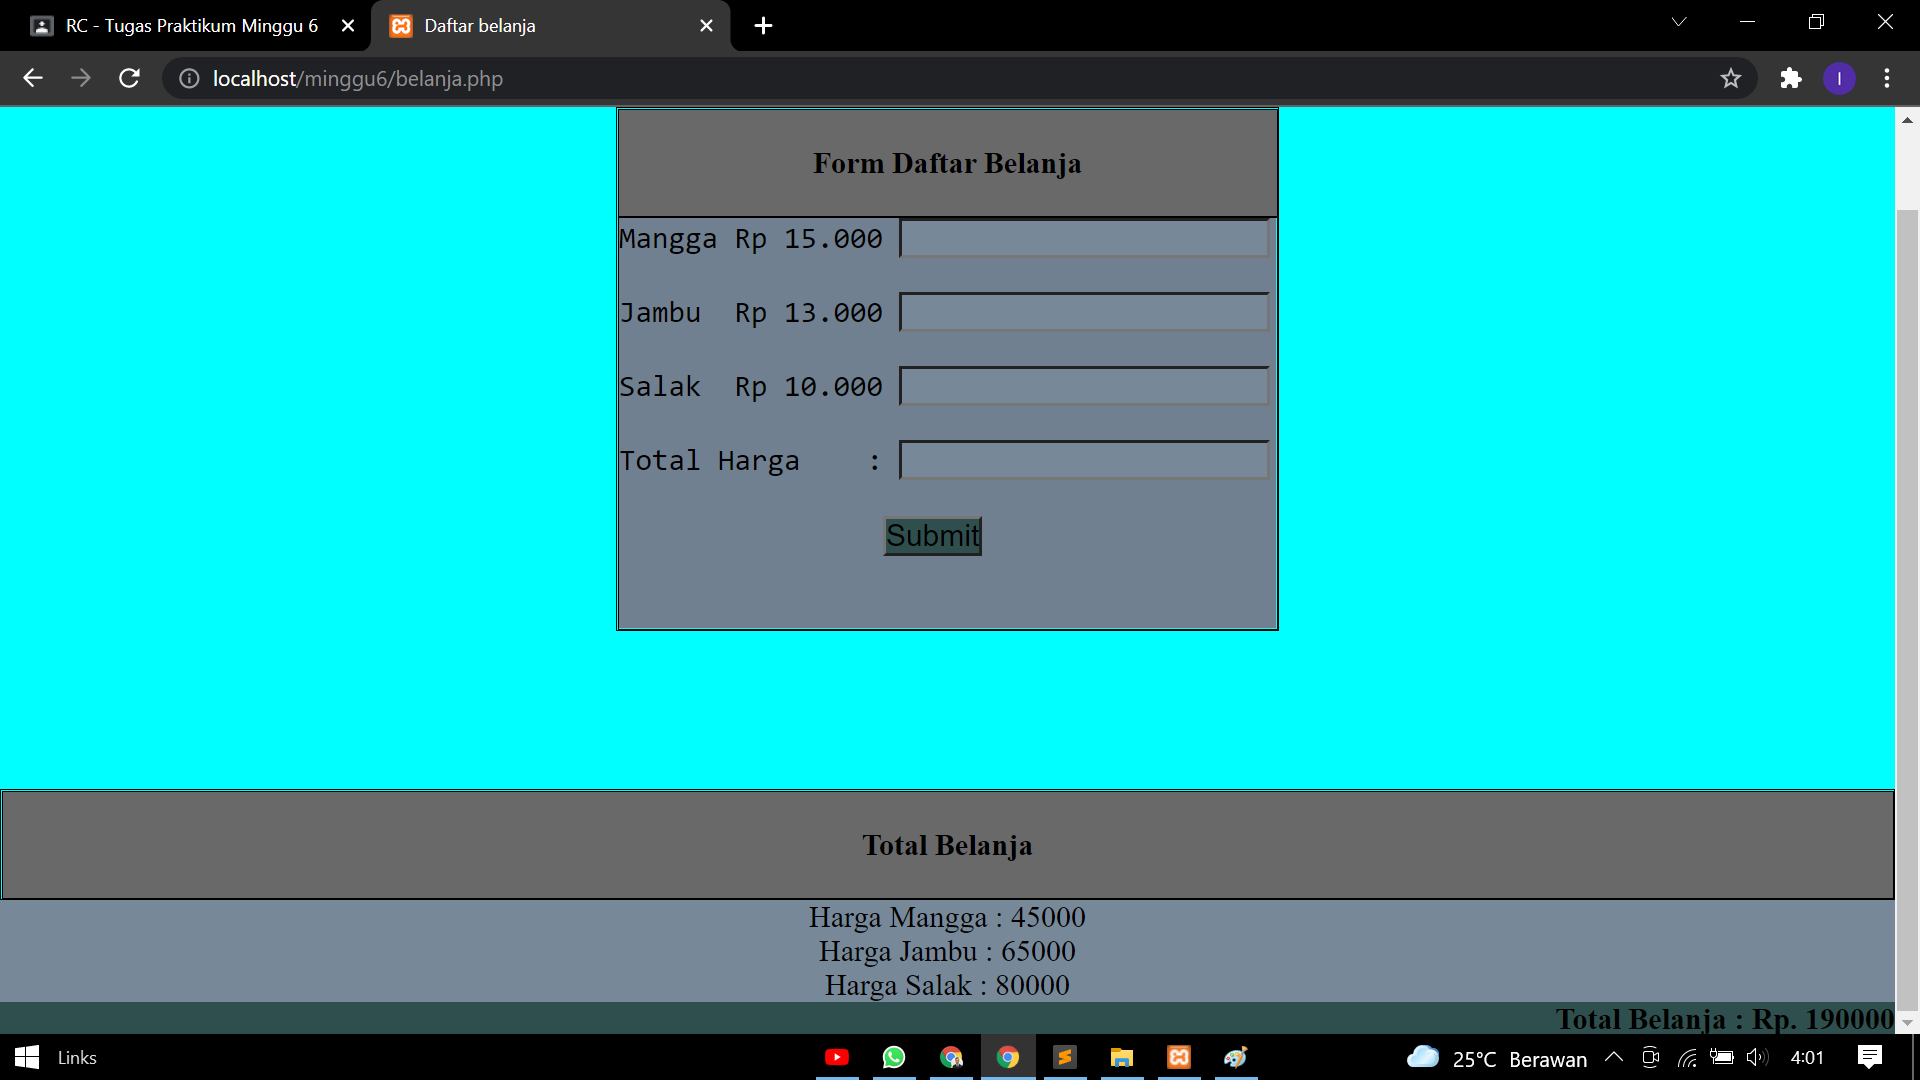 RC - Tugas Praktikum Minggu 6
Daftar belanja
localhost/minggu6/belanja.php
I
Form Daftar Belanja
Mangga Rp 15.000
Jambu  Rp 13.000
Salak  Rp 10.000
Total Harga    :
Submit
Total Belanja
Harga Mangga : 45000
Harga Jambu : 65000
Harga Salak : 80000
Total Belanja : Rp. 190000
Links
25°C Berawan
4:01